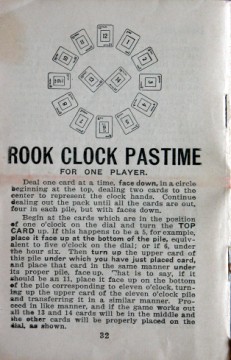 ROOK CLOCK PASTIME
FOR ONE PLAYER.
Deal one card at a time, face down, in a circle
beginning at the top, dealing two cards to the
center to represent the clock hands. Continue
dealing out the pack until all the cards are out,
four in each pile, but with faces down.
Begin at the cards which are in the position
of one o'clock on the dial and turn the TOP
CARD up. If this happens to be a 5, for example,
place it face up at the bottom of the pile, equiv-
alent to five o'clock on the dial; or if 6, under
the hour six. Then turn up the upper card of
this pile under which you have just placed card,
and that card in the same manner under
its proper pile, face up. That is to say, if it
should be an 11, place it face up on the bottom
of the pile corresponding to eleven o'clock, turn-
ing up the upper card of the eleven o'clock pile
and transferring it in a similar manner. Pro-
ceed in like manner, and if the game works out
all the 13 and 14 cards will be in the middle and
the other cards will be properly placed on the
dial, as shown.
32